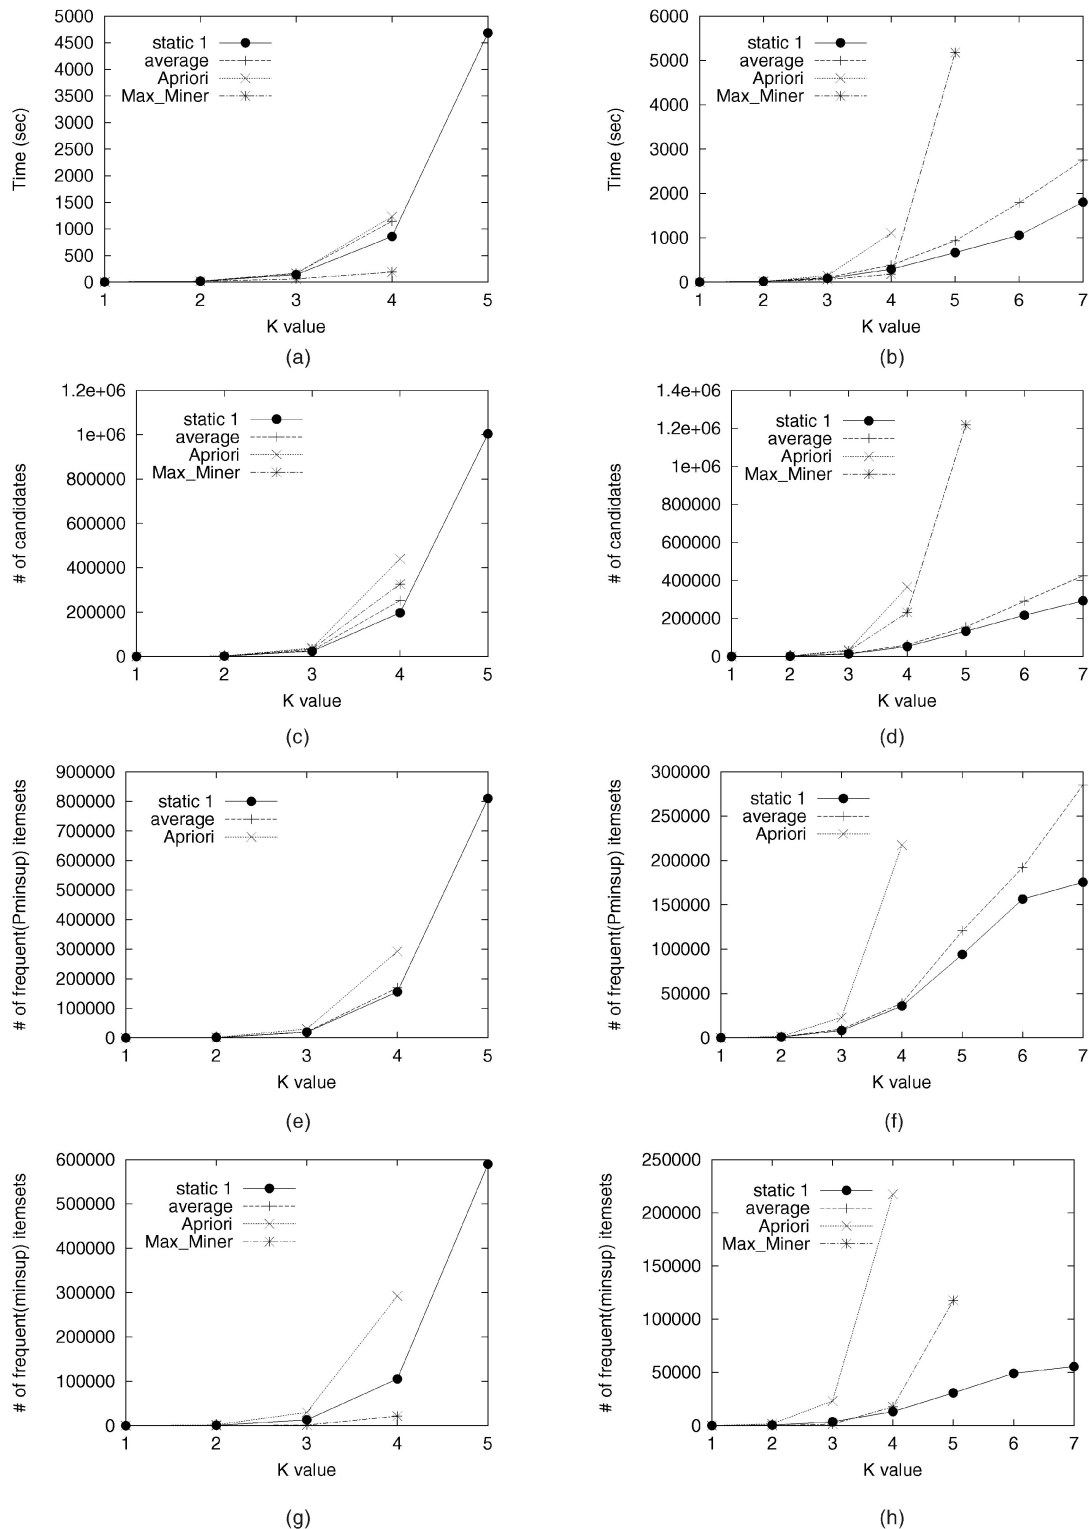 5000
4500
4000
3500
3000
2500
2000
1500
1000
500
0
Time (sec)
static 1
average
Apriori
Max_Miner
1 2 3 4 5
K value
(a)
6000
5000
4000
3000
2000
1000
0
Time (sec)
static 1
average
Apriori
Max_Miner
1 2 3 4 5 6 7
K value
(b)
1.2e+06
1e+06
800000
600000
400000
200000
0
# of candidates
static 1
average
Apriori
Max_Miner
1 2 3 4 5
K value
(c)
1.4e+06
1.2e+06
1e+06
800000
600000
400000
200000
0
# of candidates
static 1
average
Apriori
Max_Miner
1 2 3 4 5 6 7
K value
(d)
900000
800000
700000
600000
500000
400000
300000
200000
100000
0
# of frequent(Pminsup) itemsets
static 1
average
Apriori
1 2 3 4 5
K value
(e)
300000
250000
200000
150000
100000
50000
0
# of frequent(Pminsup) itemsets
static 1
average
Apriori
1 2 3 4 5 6 7
K value
(f)
600000
500000
400000
300000
200000
100000
0
# of frequent(minsup) itemsets
static 1
average
Apriori
Max_Miner
1 2 3 4 5
K value
(g)
250000
200000
150000
100000
50000
0
# of frequent(minsup) itemsets
static 1
average
Apriori
Max_Miner
1 2 3 4 5 6 7
K value
(h)